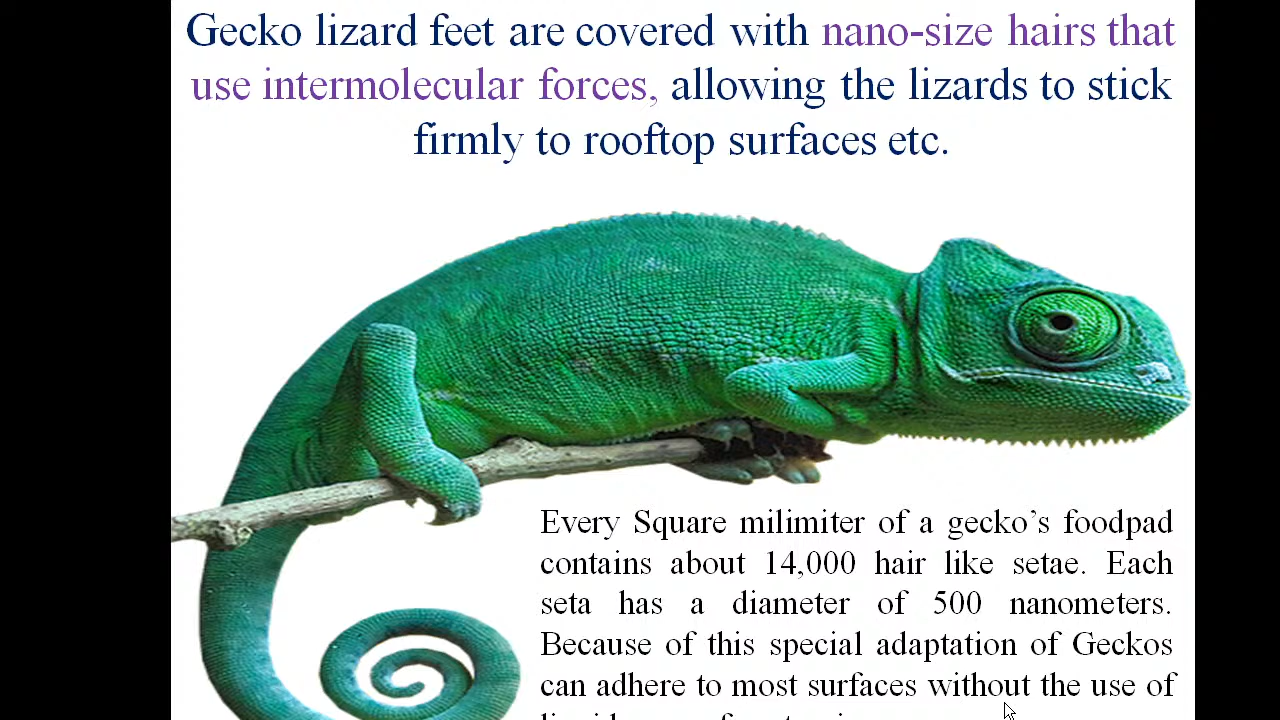 Gecko lizard feet are covered with nano-size hairs that
use intermolecular forces, allowing the lizards to stick
firmly to rooftop surfaces etc.
Every Square milimiter of a gecko’s foodpad
contains about 14,000 hair like setae. Each
seta has a diameter of 500 nanometers.
Because of this special adaptation of Geckos
can adhere to most surfaces without the use of